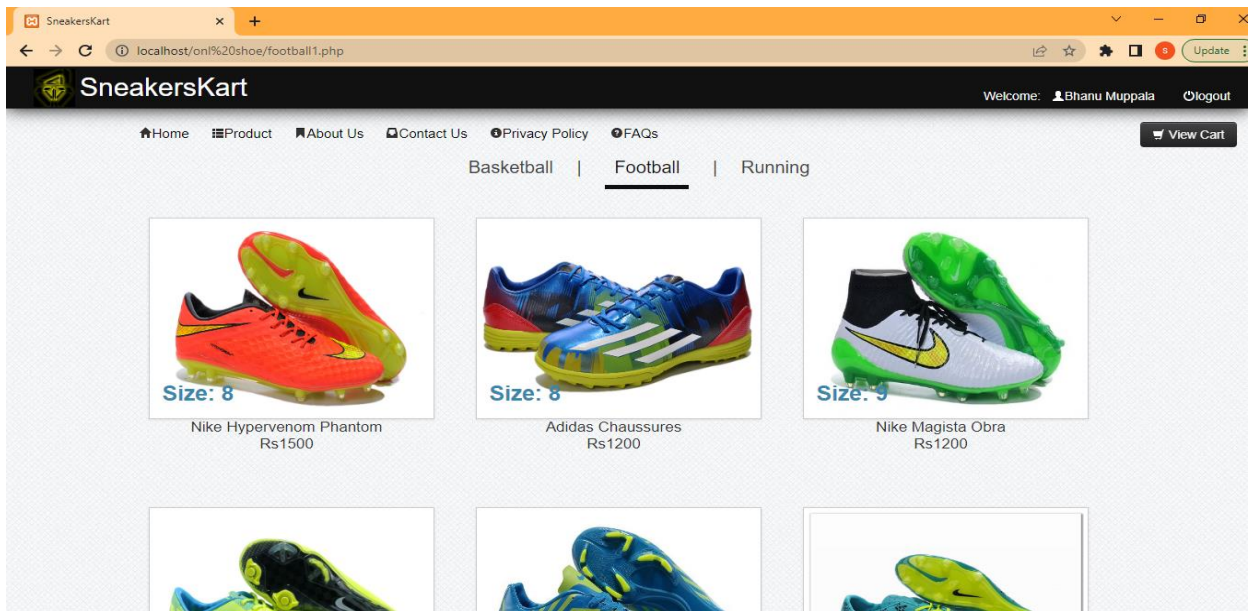 SneakersKart
localhost/onl%20shoe/football1.php
S
Update
SneakersKart
Welcome: Bhanu Muppala logout
Home Product About Us Contact Us Privacy Policy FAQs View Cart
Basketball | Football | Running
Size: 8 Size: 8 Size: 9
Nike Hypervenom Phantom Adidas Chaussures Nike Magista Obra
Rs1500 Rs1200 Rs1200